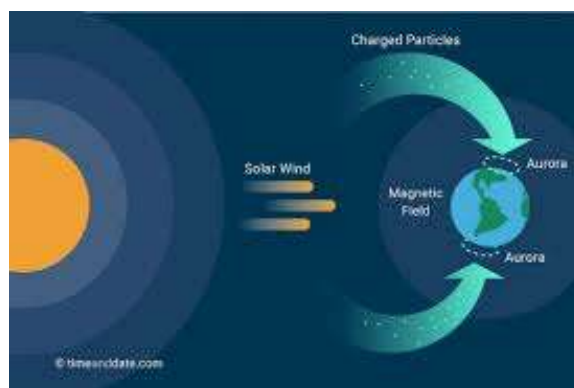 Charged Particles
Solar Wind
Aurora
Magnetic
Field
Aurora
© timeanddate.com